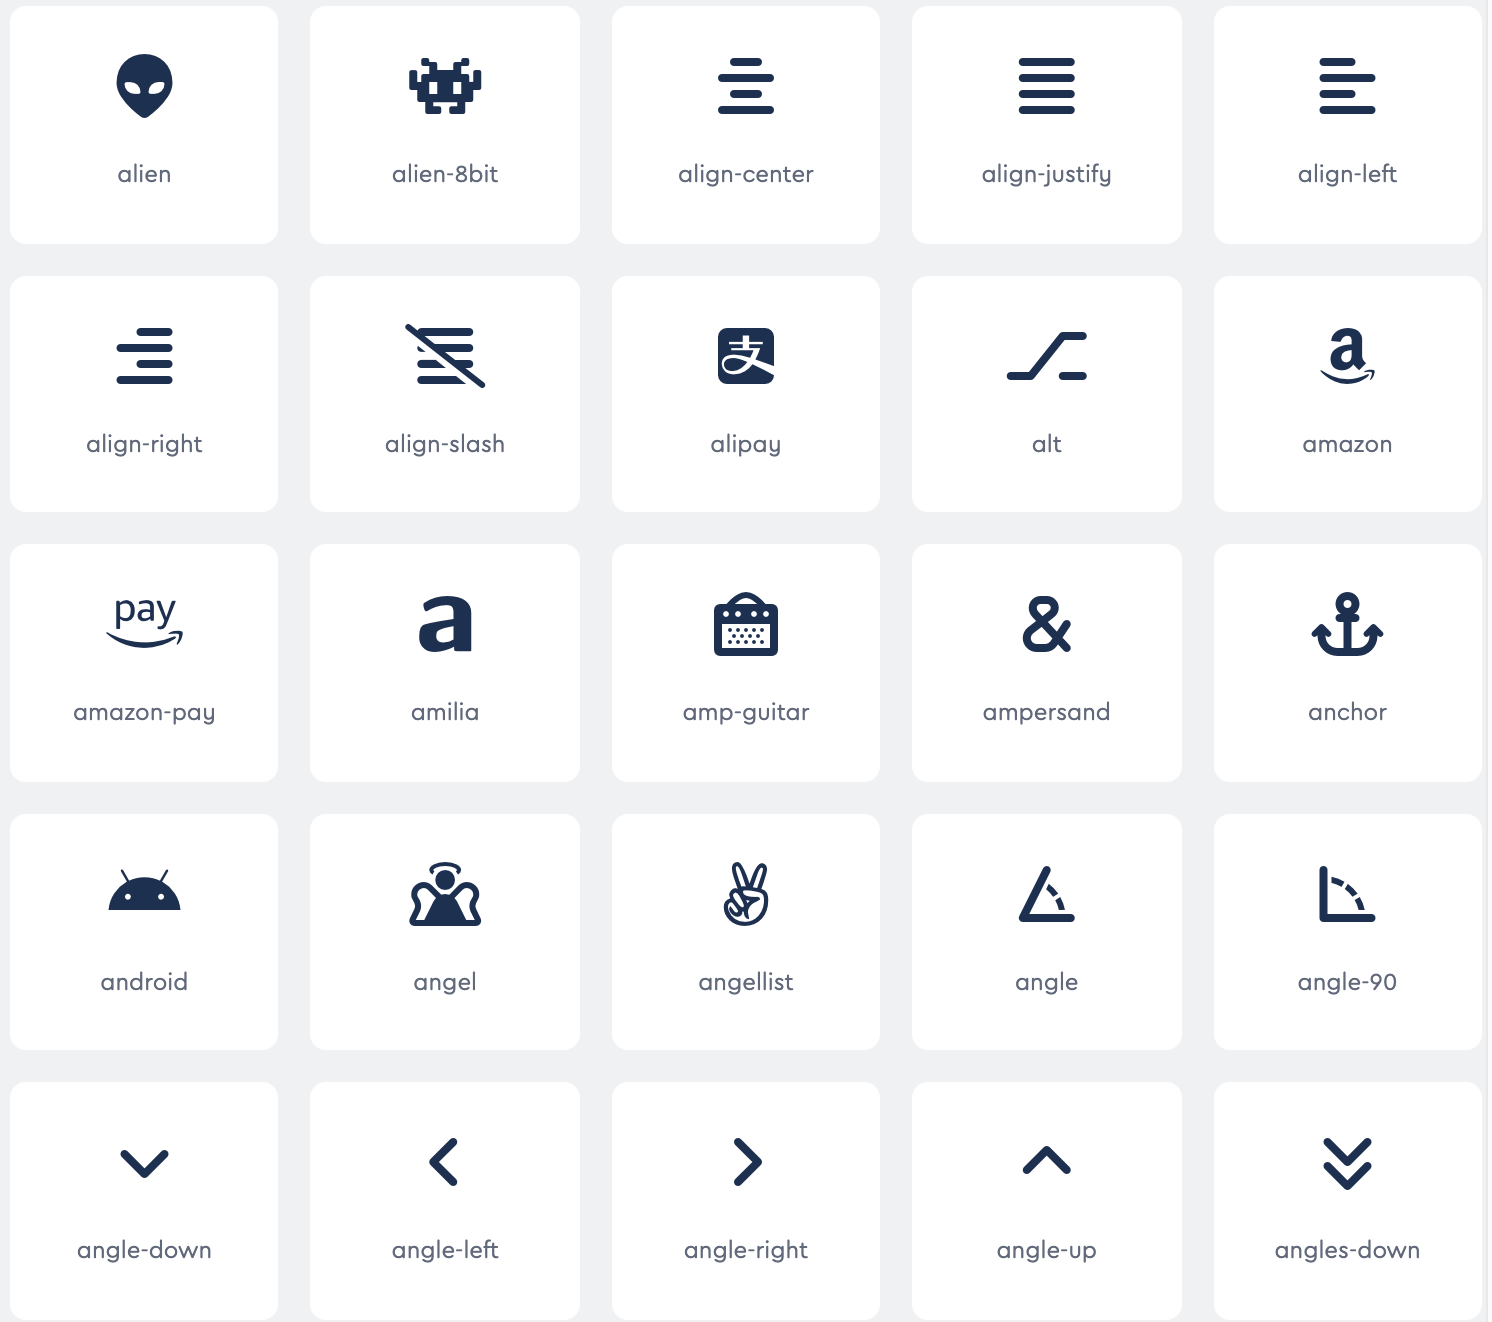 alien
alien-8bit
align-center
align-justify
align-left
支
a
align-right
align-slash
alipay
alt
amazon
pay
a
&
amazon-pay
amilia
amp-guitar
ampersand
anchor
android
angel
angellist
angle
angle-90
angle-down
angle-left
angle-right
angle-up
angles-down